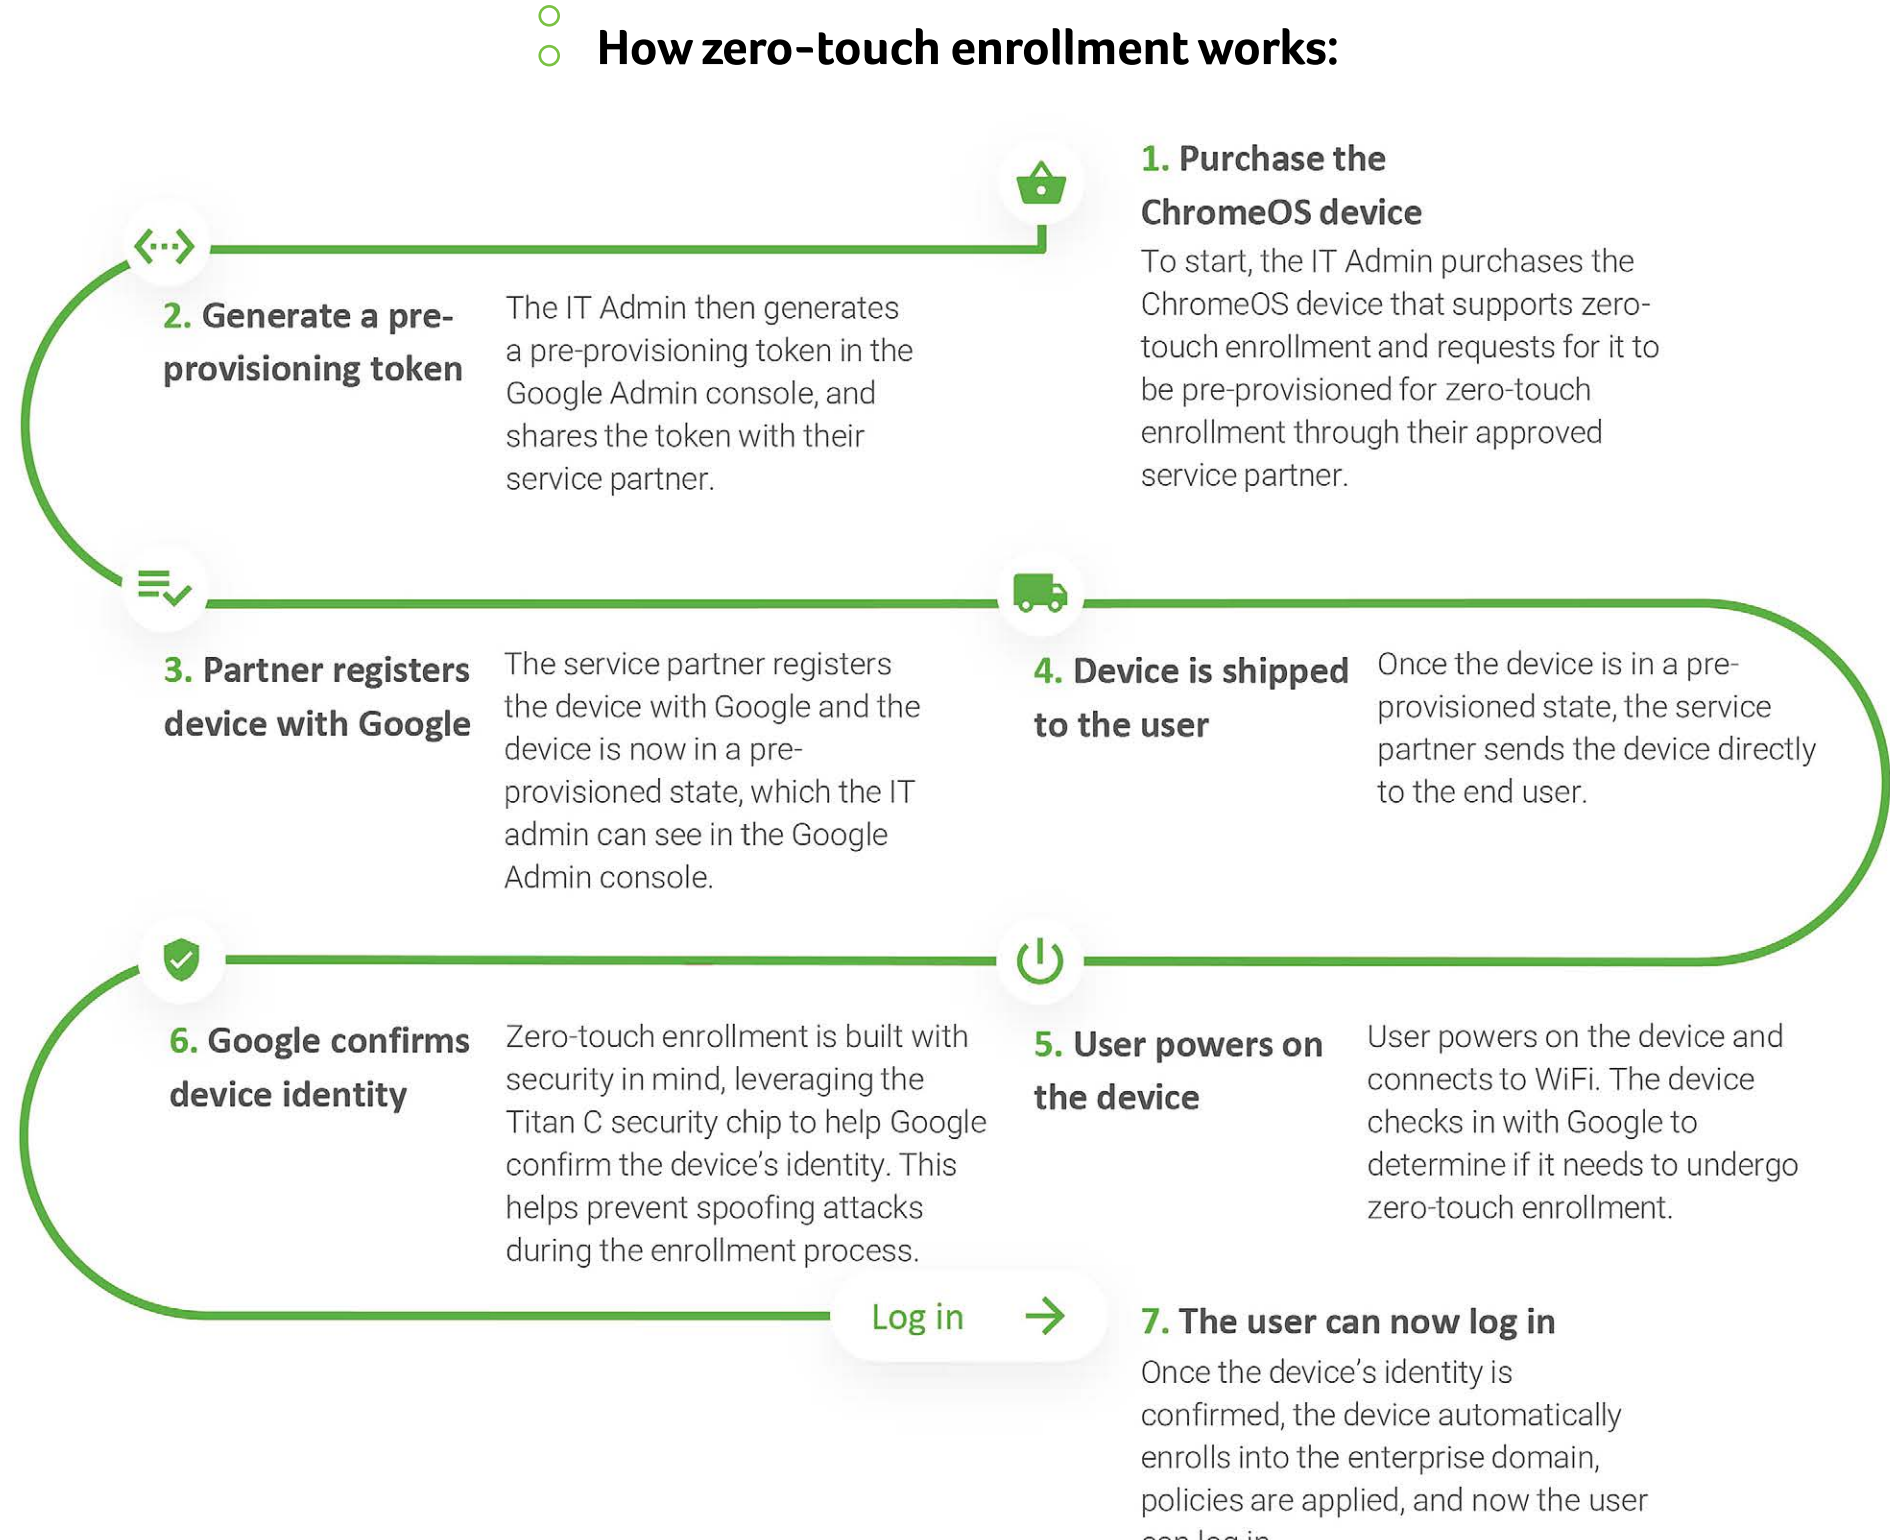 How zero-touch enrollment works:
1. Purchase the
ChromeOS device
To start, the IT Admin purchases the
ChromeOS device that supports zero-
touch enrollment and requests for it to
be pre-provisioned for zero-touch
enrollment through their approved
service partner.
2. Generate a pre-
provisioning token
The IT Admin then generates
a pre-provisioning token in the
Google Admin console, and
shares the token with their
service partner.
3. Partner registers
device with Google
The service partner registers
the device with Google and the
device is now in a pre-
provisioned state, which the IT
admin can see in the Google
Admin console.
4. Device is shipped
to the user
Once the device is in a pre-
provisioned state, the service
partner sends the device directly
to the end user.
5. User powers on
the device
User powers on the device and
connects to WiFi. The device
checks in with Google to
determine if it needs to undergo
zero-touch enrollment.
6. Google confirms
device identity
Zero-touch enrollment is built with
security in mind, leveraging the
Titan C security chip to help Google
confirm the device's identity. This
helps prevent spoofing attacks
during the enrollment process.
Log in
7. The user can now log in
Once the device's identity is
confirmed, the device automatically
enrolls into the enterprise domain,
policies are applied, and now the user